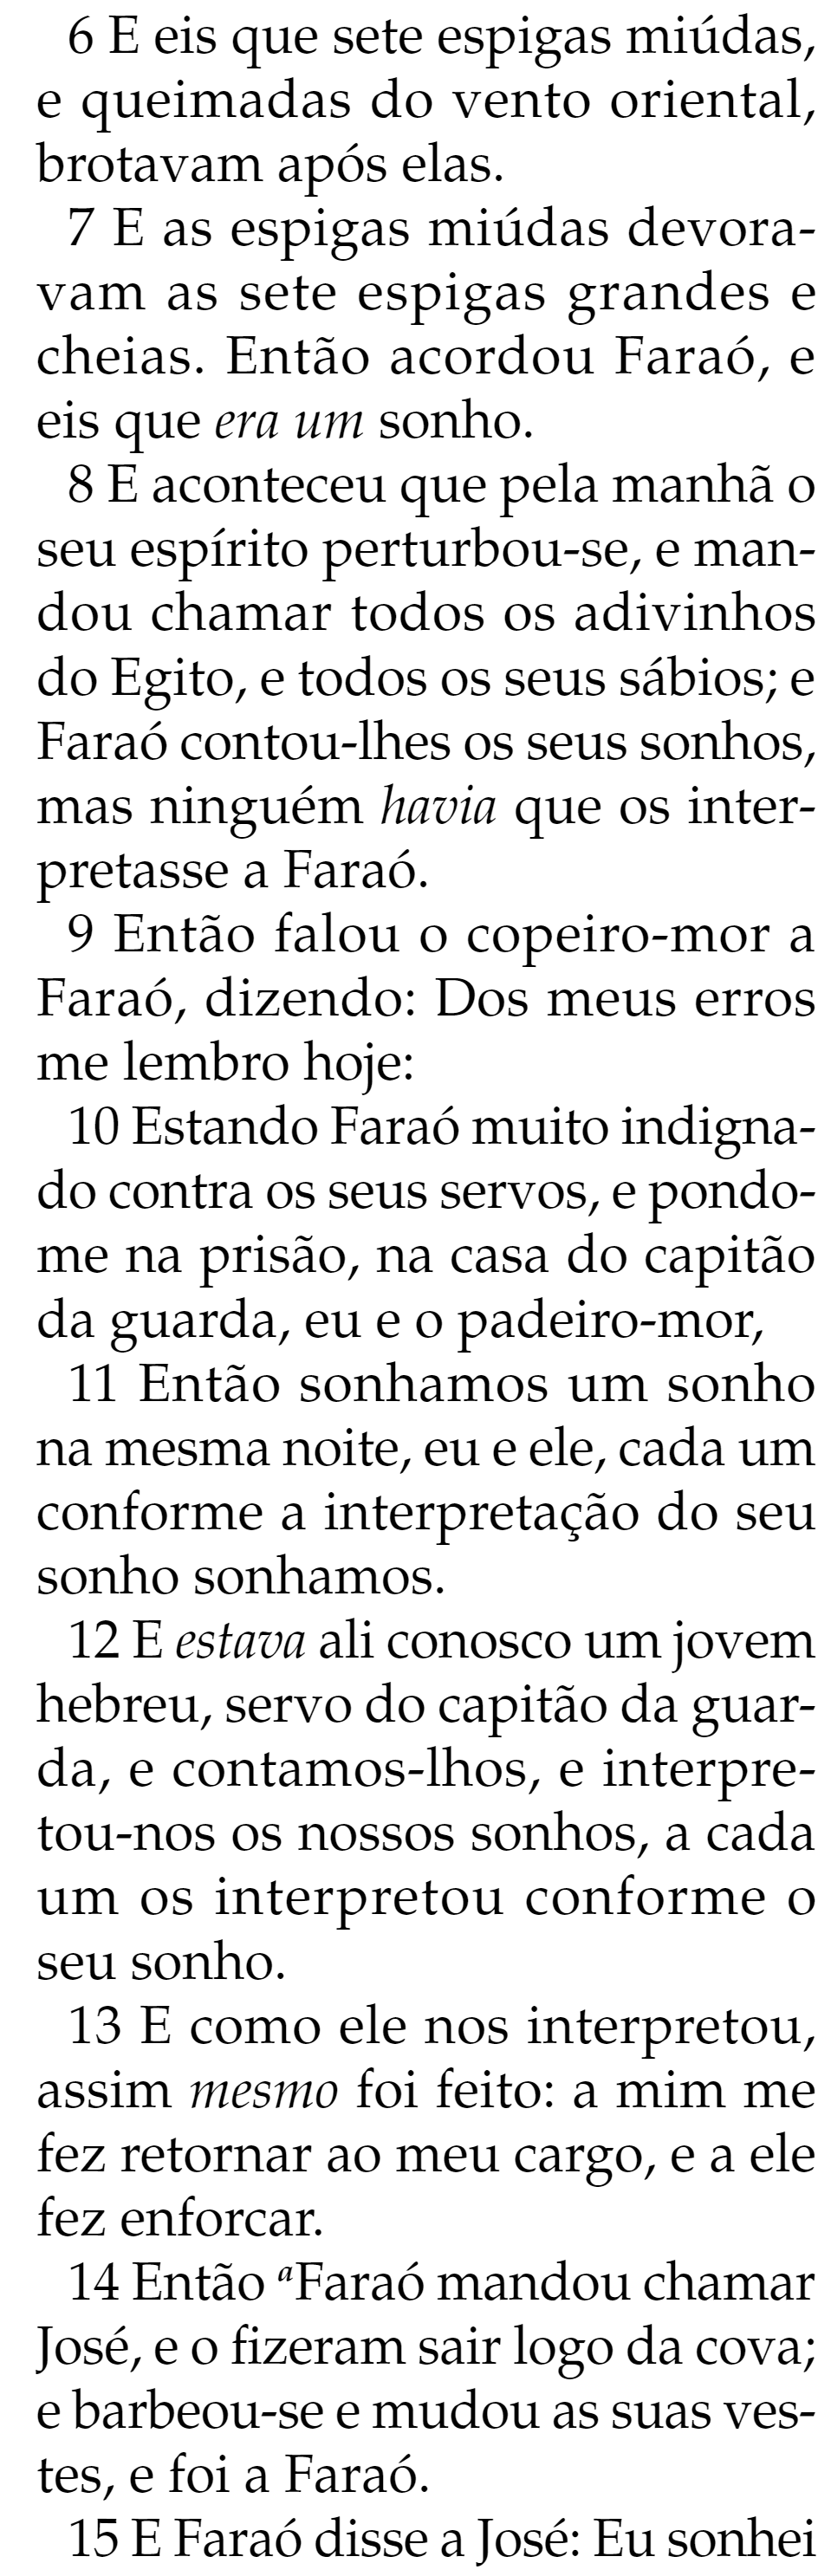 6 E eis que sete espigas miúdas,
e queimadas do vento oriental,
brotavam após elas.
7 E as espigas miúdas devora-
vam as sete espigas grandes e
cheias. Então acordou Faraó, e
eis que era um sonho.
8 E aconteceu que pela manhã o
seu espírito perturbou-se, e man-
dou chamar todos os adivinhos
do Egito, e todos os seus sábios; e
Faraó contou-lhes os seus sonhos,
mas ninguém havia que os inter-
pretasse a Faraó.
9 Então falou o copeiro-mor a
Faraó, dizendo: Dos meus erros
me lembro hoje:
10 Estando Faraó muito indigna-
do contra os seus servos, e pondo-
me na prisão, na casa do capitão
da guarda, eu e o padeiro-mor,
11 Então sonhamos um sonho
na mesma noite, eu e ele, cada um
conforme a interpretação do seu
sonho sonhamos.
12 E estava ali conosco um jovem
hebreu, servo do capitão da guar-
da, e contamos-lhos, e interpre-
tou-nos os nossos sonhos, a cada
um os interpretou conforme o
seu sonho.
13 E como ele nos interpretou,
assim mesmo foi feito: a mim me
fez retornar ao meu cargo, e a ele
fez enforcar.
14 Então aFaraó mandou chamar
José, e o fizeram sair logo da cova;
e barbeou-se e mudou as suas ves-
tes, e foi a Faraó.
15 E Faraó disse a José: Eu sonhei